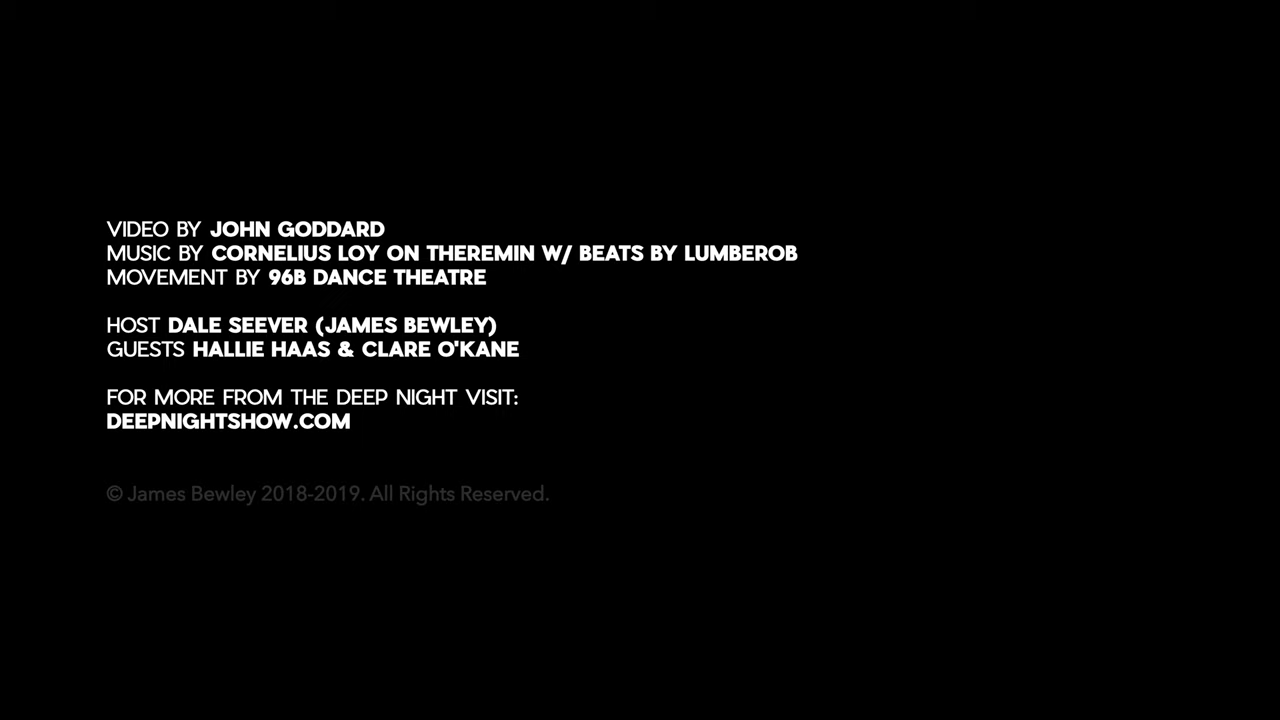 VIDEO BY JOHN GODDARD
MUSIC BY CORNELIUS LOY ON THEREMIN W/ BEATS BY LUMBEROB
MOVEMENT BY 96B DANCE THEATRE
HOST DALE SEEVER (JAMES BEWLEY)
GUESTS HALLIE HAAS & CLARE O'KANE
FOR MORE FROM THE DEEP NIGHT VISIT:
DEEPNIGHTSHOW.COM
© James Bewley 2018-2019. All Rights Reserved.